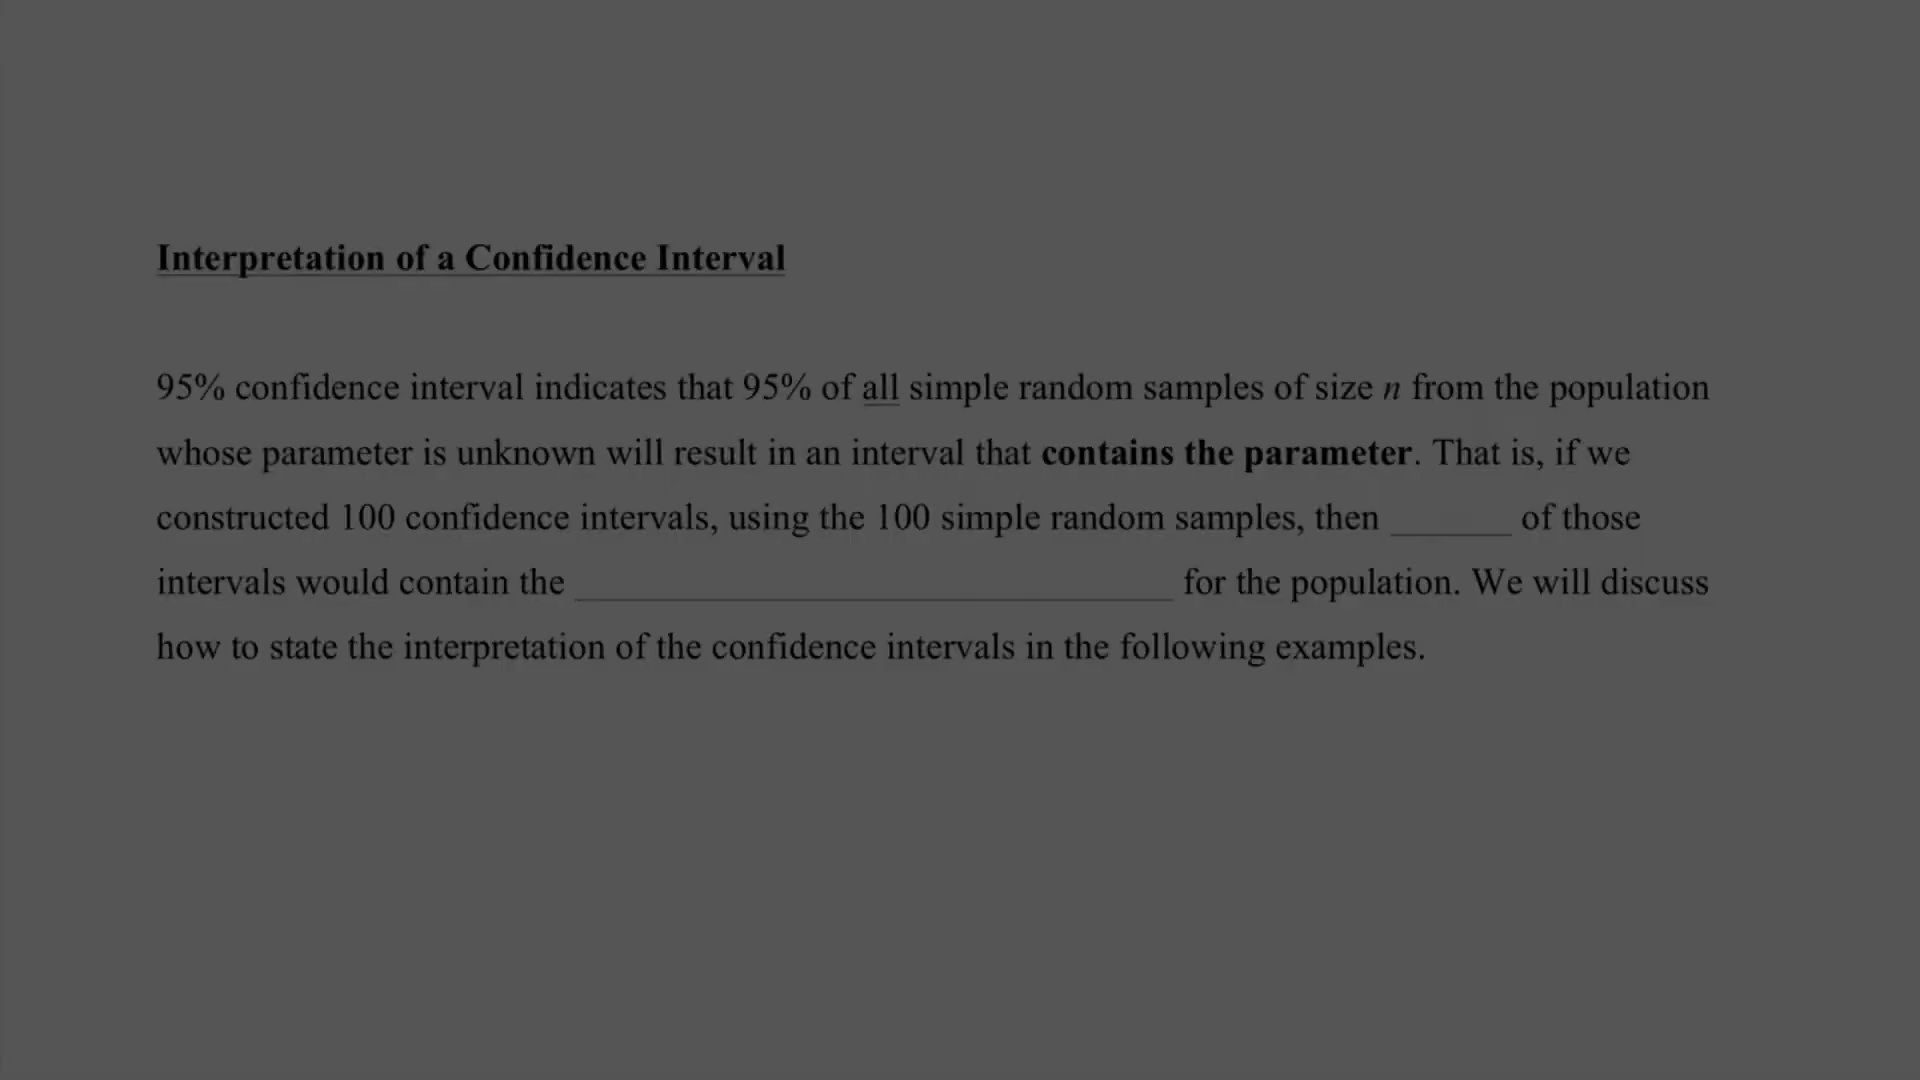 Interpretation of a Confidence Interval
95% confidence interval indicates that 95% of all simple random samples of size n from the population
whose parameter is unknown will result in an interval that contains the parameter. That is, if we
constructed 100 confidence intervals, using the 100 simple random samples, then ______ of those
intervals would contain the ______________________________ for the population. We will discuss
how to state the interpretation of the confidence intervals in the following examples.